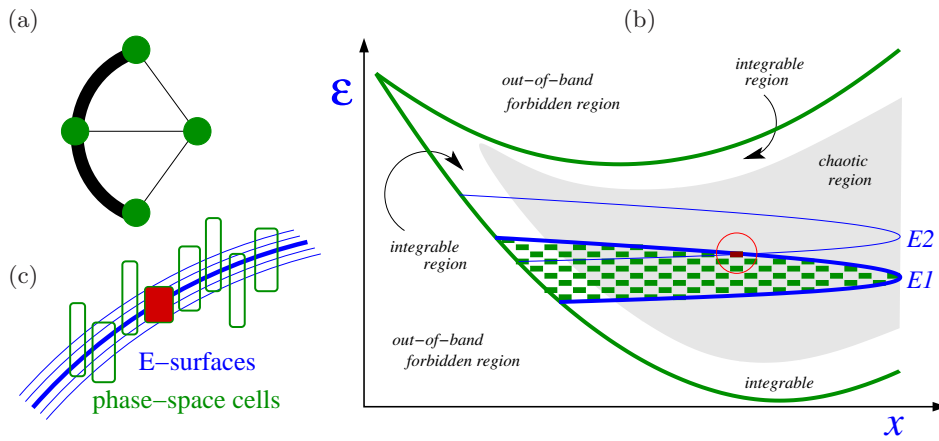 (a)
(b)
ε
out−of−band
forbidden region
integrable
region
chaotic
region
integrable
region
E2
E1
out−of−band
forbidden region
integrable
x
(c)
E−surfaces
phase−space cells